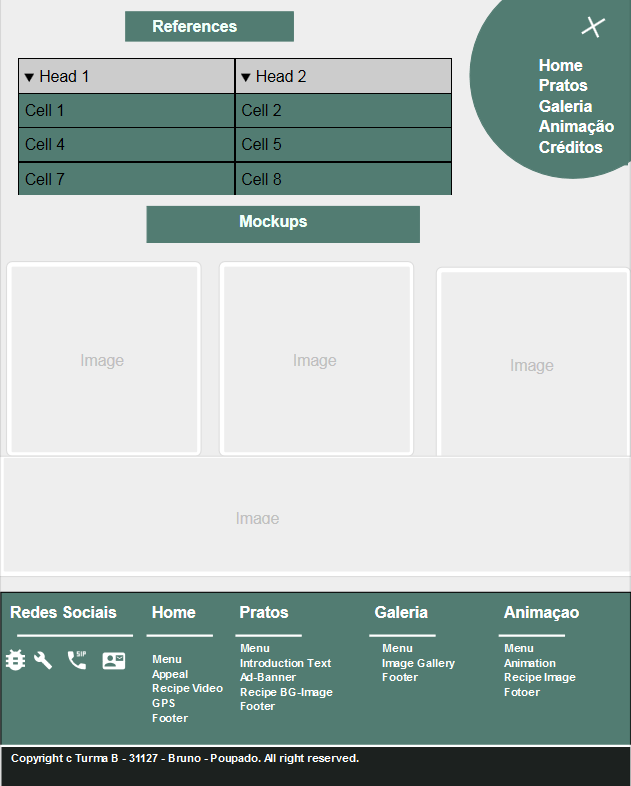 References
Home
Pratos
Galeria
Animação
Créditos
▼ Head 1 ▼ Head 2
Cell 1 Cell 2
Cell 4 Cell 5
Cell 7 Cell 8
Mockups
Image Image Image
Image
Redes Sociais
SIP
Home
Menu
Appeal
Recipe Video
GPS
Footer
Pratos
Menu
Introduction Text
Ad-Banner
Recipe BG-Image
Footer
Galeria
Menu
Image Gallery
Footer
Animaçao
Menu
Animation
Recipe Image
Fotoer
Copyright c Turma B - 31127 - Bruno - Poupado. All right reserved.